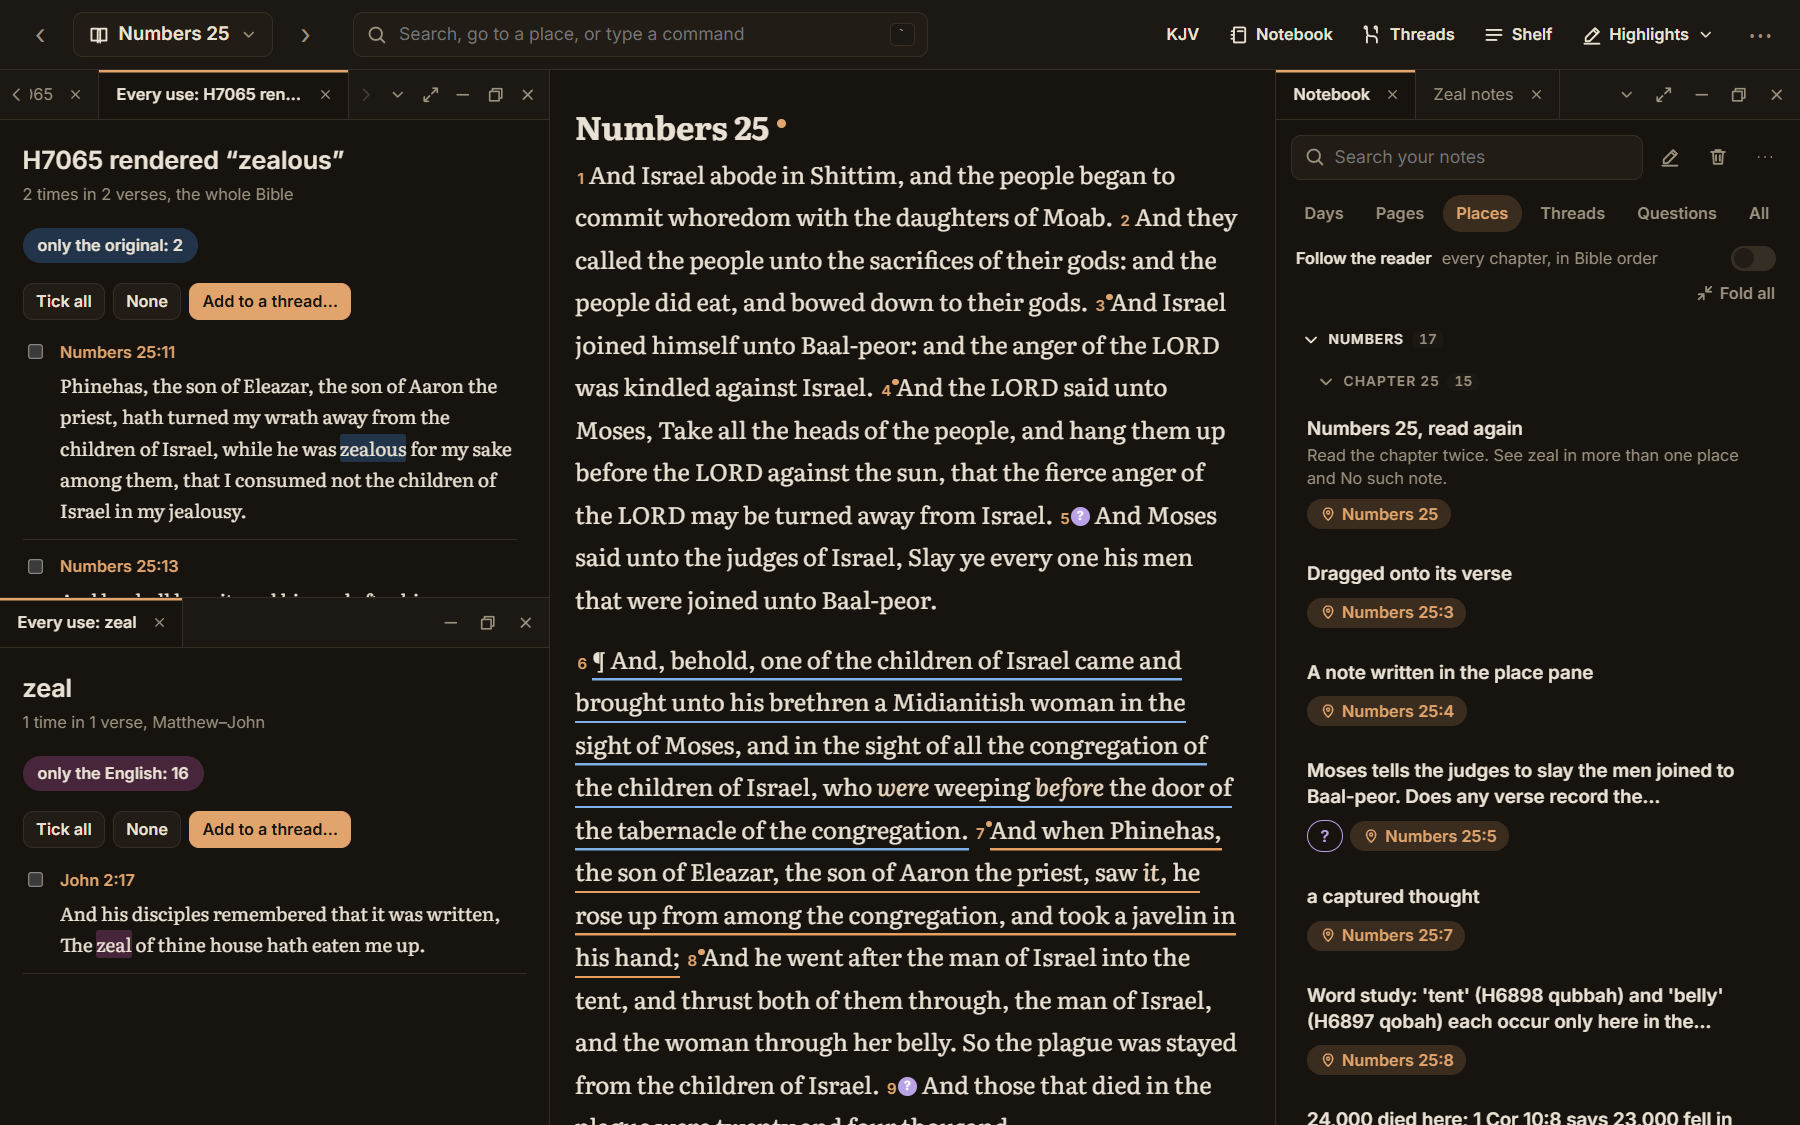 Numbers 25
Search, go to a place, or type a command
`
KJV
Notebook
Threads
Shelf
Highlights
065
Every use: H7065 ren...
H7065 rendered “zealous”
2 times in 2 verses, the whole Bible
only the original: 2
Tick all
None
Add to a thread...
Numbers 25:11
Phinehas, the son of Eleazar, the son of Aaron the
priest, hath turned my wrath away from the
children of Israel, while he was zealous for my sake
among them, that I consumed not the children of
Israel in my jealousy.
Numbers 25:13
Every use: zeal
zeal
1 time in 1 verse, Matthew–John
only the English: 16
Tick all
None
Add to a thread...
John 2:17
And his disciples remembered that it was written,
The zeal of thine house hath eaten me up.
Numbers 25
1 And Israel abode in Shittim, and the people began to
commit whoredom with the daughters of Moab. 2 And they
called the people unto the sacrifices of their gods: and the
people did eat, and bowed down to their gods. 3 And Israel
joined himself unto Baal-peor: and the anger of the LORD
was kindled against Israel. 4 And the LORD said unto
Moses, Take all the heads of the people, and hang them up
before the LORD against the sun, that the fierce anger of
the LORD may be turned away from Israel. 5 ? And Moses
said unto the judges of Israel, Slay ye every one his men
that were joined unto Baal-peor.
6 ¶ And, behold, one of the children of Israel came and
brought unto his brethren a Midianitish woman in the
sight of Moses, and in the sight of all the congregation of
the children of Israel, who were weeping before the door of
the tabernacle of the congregation. 7 And when Phinehas,
the son of Eleazar, the son of Aaron the priest, saw it, he
rose up from among the congregation, and took a javelin in
his hand; 8 And he went after the man of Israel into the
tent, and thrust both of them through, the man of Israel,
and the woman through her belly. So the plague was stayed
from the children of Israel. 9 ? And those that died in the
plague were twenty and four thousand.
Notebook
Zeal notes
Search your notes
Days
Pages
Places
Threads
Questions
All
Follow the reader every chapter, in Bible order
Fold all
NUMBERS 17
CHAPTER 25 15
Numbers 25, read again
Read the chapter twice. See zeal in more than one place
and No such note.
Numbers 25
Dragged onto its verse
Numbers 25:3
A note written in the place pane
Numbers 25:4
Moses tells the judges to slay the men joined to
Baal-peor. Does any verse record the...
? Numbers 25:5
a captured thought
Numbers 25:7
Word study: 'tent' (H6898 qubbah) and 'belly'
(H6897 qobah) each occur only here in the...
Numbers 25:8
24,000 died here; 1 Cor 10:8 says 23,000 fell in